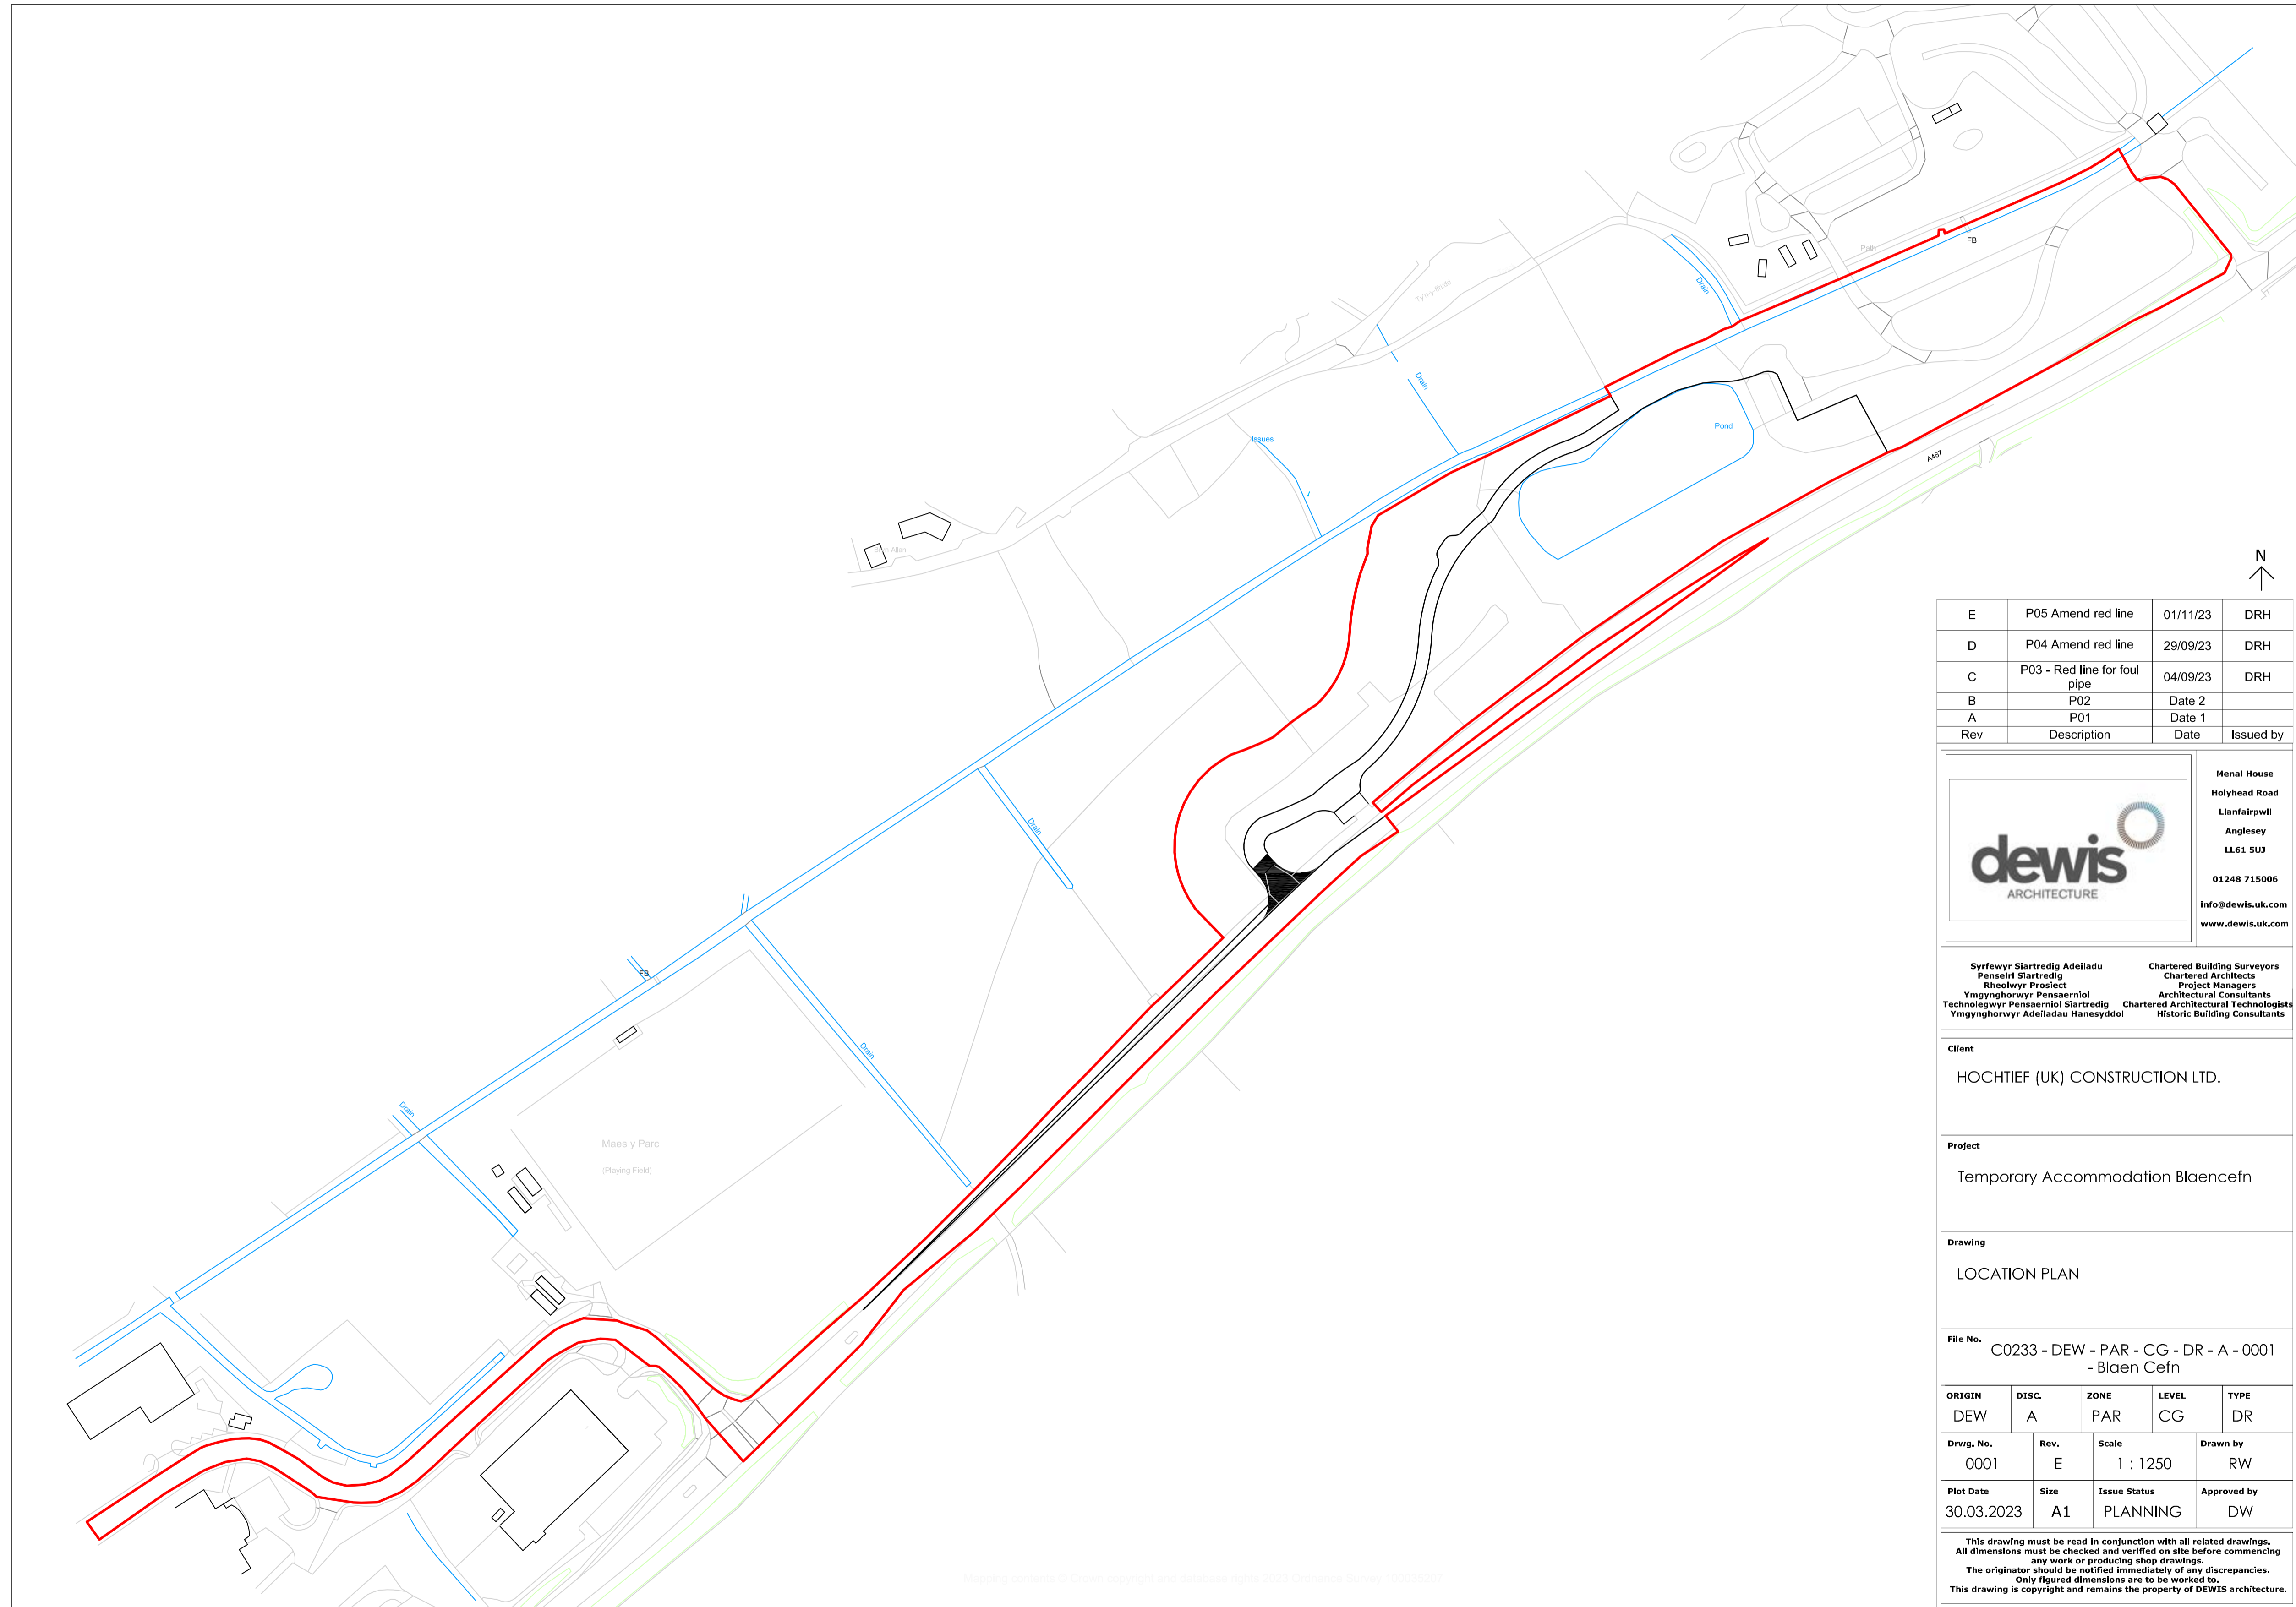 Path
FB
Drain
Drain
Issues
Pond
A487
Drain
FB
Drain
Drain
Maes y Parc
(Playing Field)
N
E P05 Amend red line 01/11/23 DRH
D P04 Amend red line 29/09/23 DRH
C P03 - Red line for foul
pipe 04/09/23 DRH
B P02 Date 2
A P01 Date 1
Rev Description Date Issued by
dewis
ARCHITECTURE
Menai House
Holyhead Road
Llanfairpwll
Anglesey
LL61 5UJ
01248 715006
info@dewis.uk.com
www.dewis.uk.com
Syrfewyr Siartredig Adeiladu
Penseiri Siartredig
Rheolwyr Prosiect
Ymgynghorwyr Pensaerniol
Technolegwyr Pensaerniol Siartredig
Ymgynghorwyr Adeiladau Hanesyddol
Chartered Building Surveyors
Chartered Architects
Project Managers
Architectural Consultants
Chartered Architectural Technologists
Historic Building Consultants
Client
HOCHTIEF (UK) CONSTRUCTION LTD.
Project
Temporary Accommodation Blaencefn
Drawing
LOCATION PLAN
File No.
C0233 - DEW - PAR - CG - DR - A - 0001
- Blaen Cefn
ORIGIN DISC. ZONE LEVEL TYPE
DEW A PAR CG DR
Drwg. No. Rev. Scale Drawn by
0001 E 1 : 1250 RW
Plot Date Size Issue Status Approved by
30.03.2023 A1 PLANNING DW
This drawing must be read in conjunction with all related drawings.
All dimensions must be checked and verified on site before commencing
any work or producing shop drawings.
The originator should be notified immediately of any discrepancies.
Only figured dimensions are to be worked to.
This drawing is copyright and remains the property of DEWIS architecture.